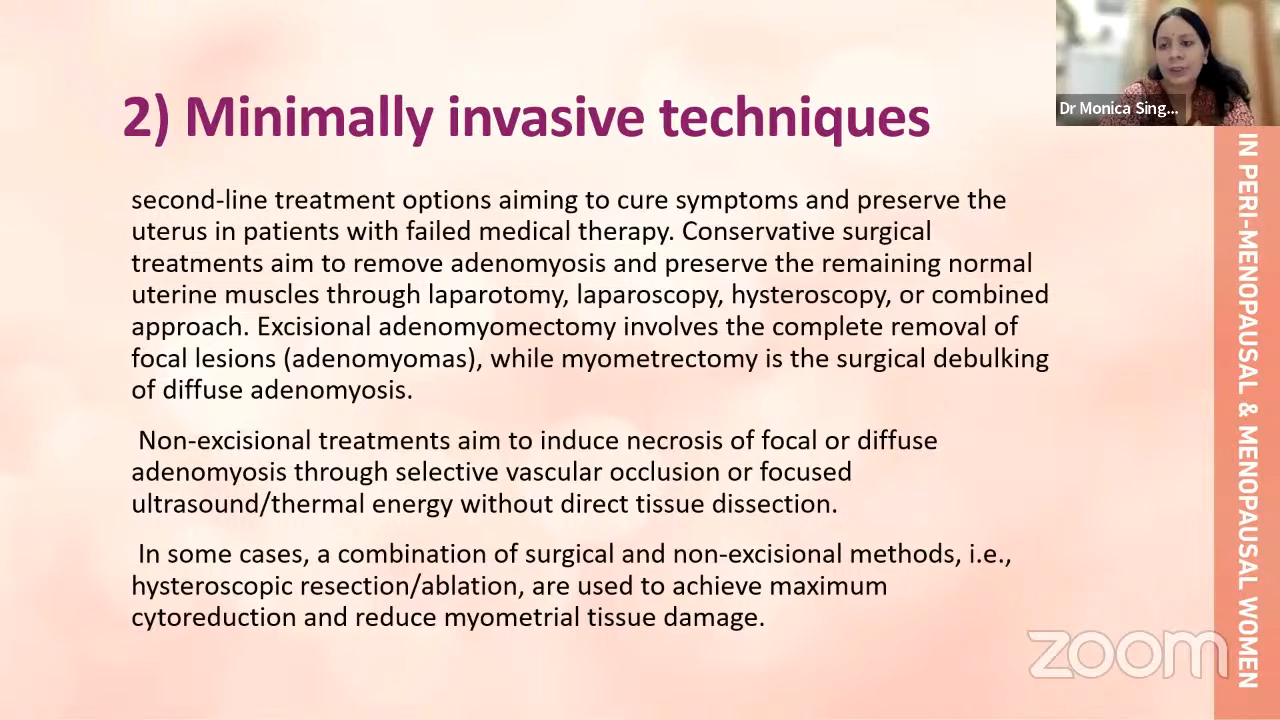 2) Minimally invasive techniques
second-line treatment options aiming to cure symptoms and preserve the
uterus in patients with failed medical therapy. Conservative surgical
treatments aim to remove adenomyosis and preserve the remaining normal
uterine muscles through laparotomy, laparoscopy, hysteroscopy, or combined
approach. Excisional adenomyomectomy involves the complete removal of
focal lesions (adenomyomas), while myometrectomy is the surgical debulking
of diffuse adenomyosis.
Non-excisional treatments aim to induce necrosis of focal or diffuse
adenomyosis through selective vascular occlusion or focused
ultrasound/thermal energy without direct tissue dissection.
In some cases, a combination of surgical and non-excisional methods, i.e.,
hysteroscopic resection/ablation, are used to achieve maximum
cytoreduction and reduce myometrial tissue damage.
Dr Monica Sing...
IN PERI-MENOPAUSAL & MENOPAUSAL WOMEN
zoom